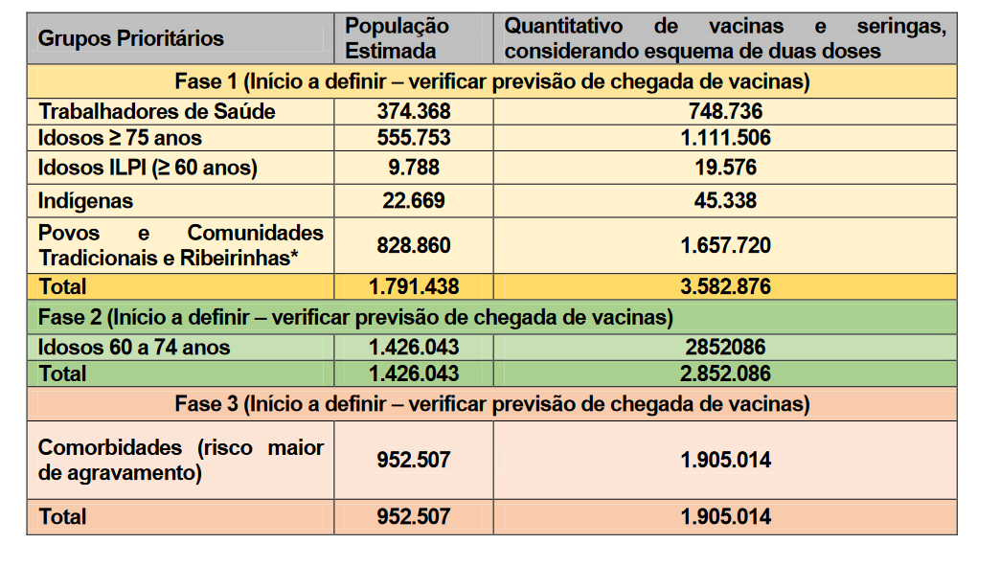 Grupos Prioritários
População
Estimada
Quantitativo de vacinas e seringas,
considerando esquema de duas doses
Fase 1 (Início a definir – verificar previsão de chegada de vacinas)
Trabalhadores de Saúde 374.368 748.736
Idosos ≥ 75 anos 555.753 1.111.506
Idosos ILPI (≥ 60 anos) 9.788 19.576
Indígenas 22.669 45.338
Povos e Comunidades
Tradicionais e Ribeirinhas* 828.860 1.657.720
Total 1.791.438 3.582.876
Fase 2 (Início a definir – verificar previsão de chegada de vacinas)
Idosos 60 a 74 anos 1.426.043 2852086
Total 1.426.043 2.852.086
Fase 3 (Início a definir – verificar previsão de chegada de vacinas)
Comorbidades (risco maior
de agravamento) 952.507 1.905.014
Total 952.507 1.905.014